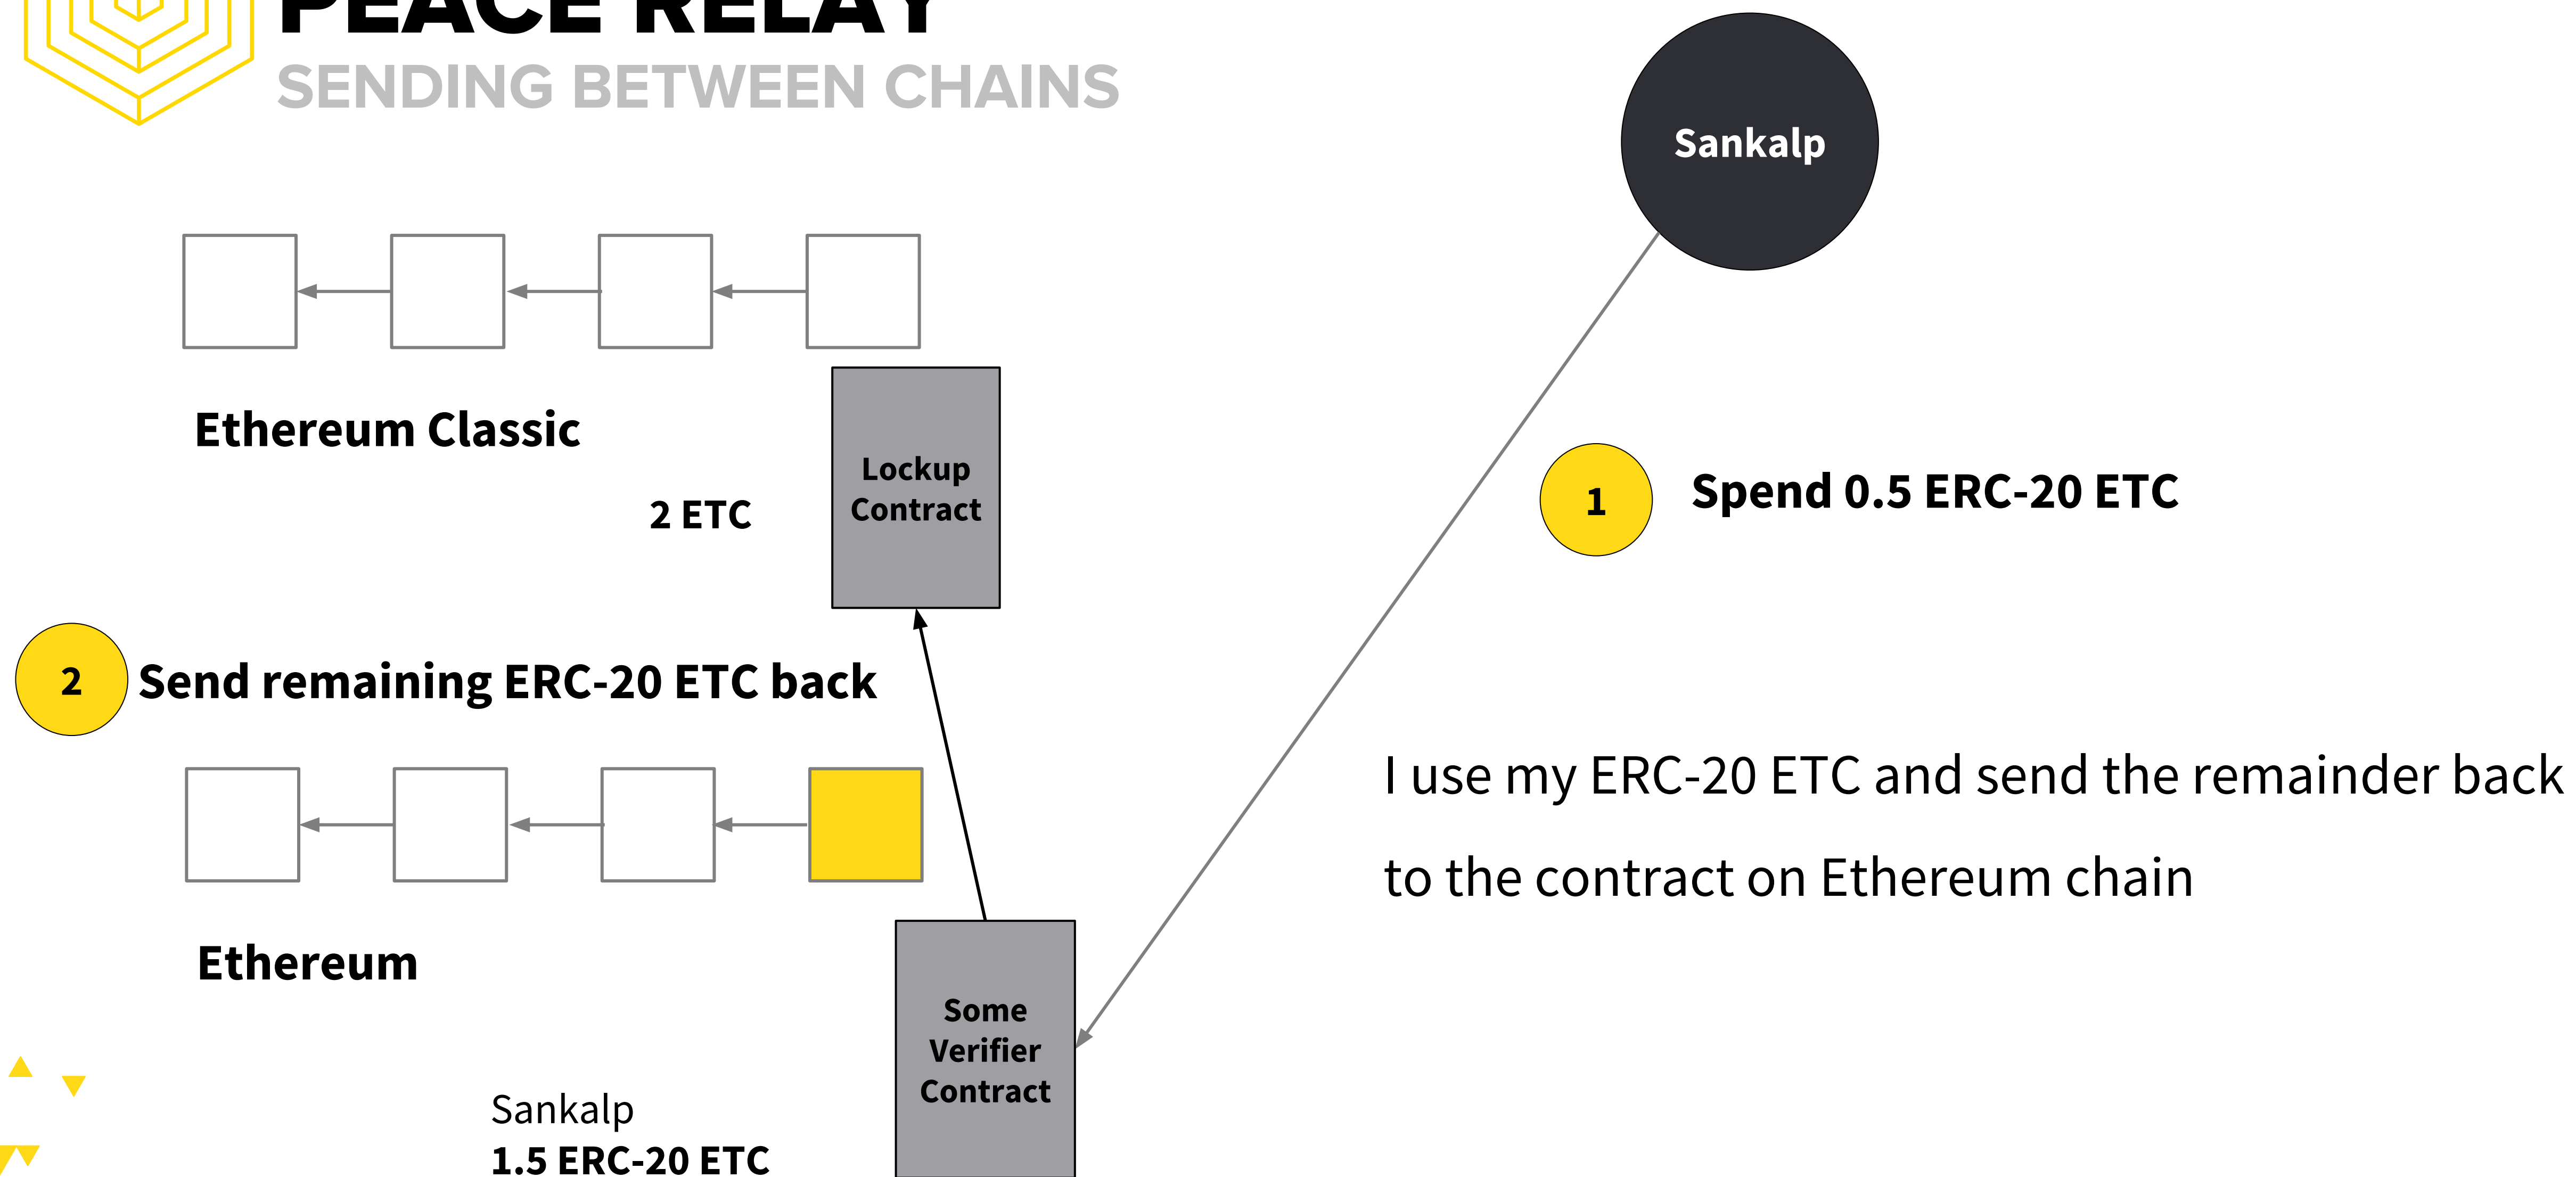 PEACE RELAY
SENDING BETWEEN CHAINS
Sankalp
Ethereum Classic
2 ETC
Lockup
Contract
1
Spend 0.5 ERC-20 ETC
2
Send remaining ERC-20 ETC back
I use my ERC-20 ETC and send the remainder back
to the contract on Ethereum chain
Ethereum
Some
Verifier
Contract
Sankalp
1.5 ERC-20 ETC